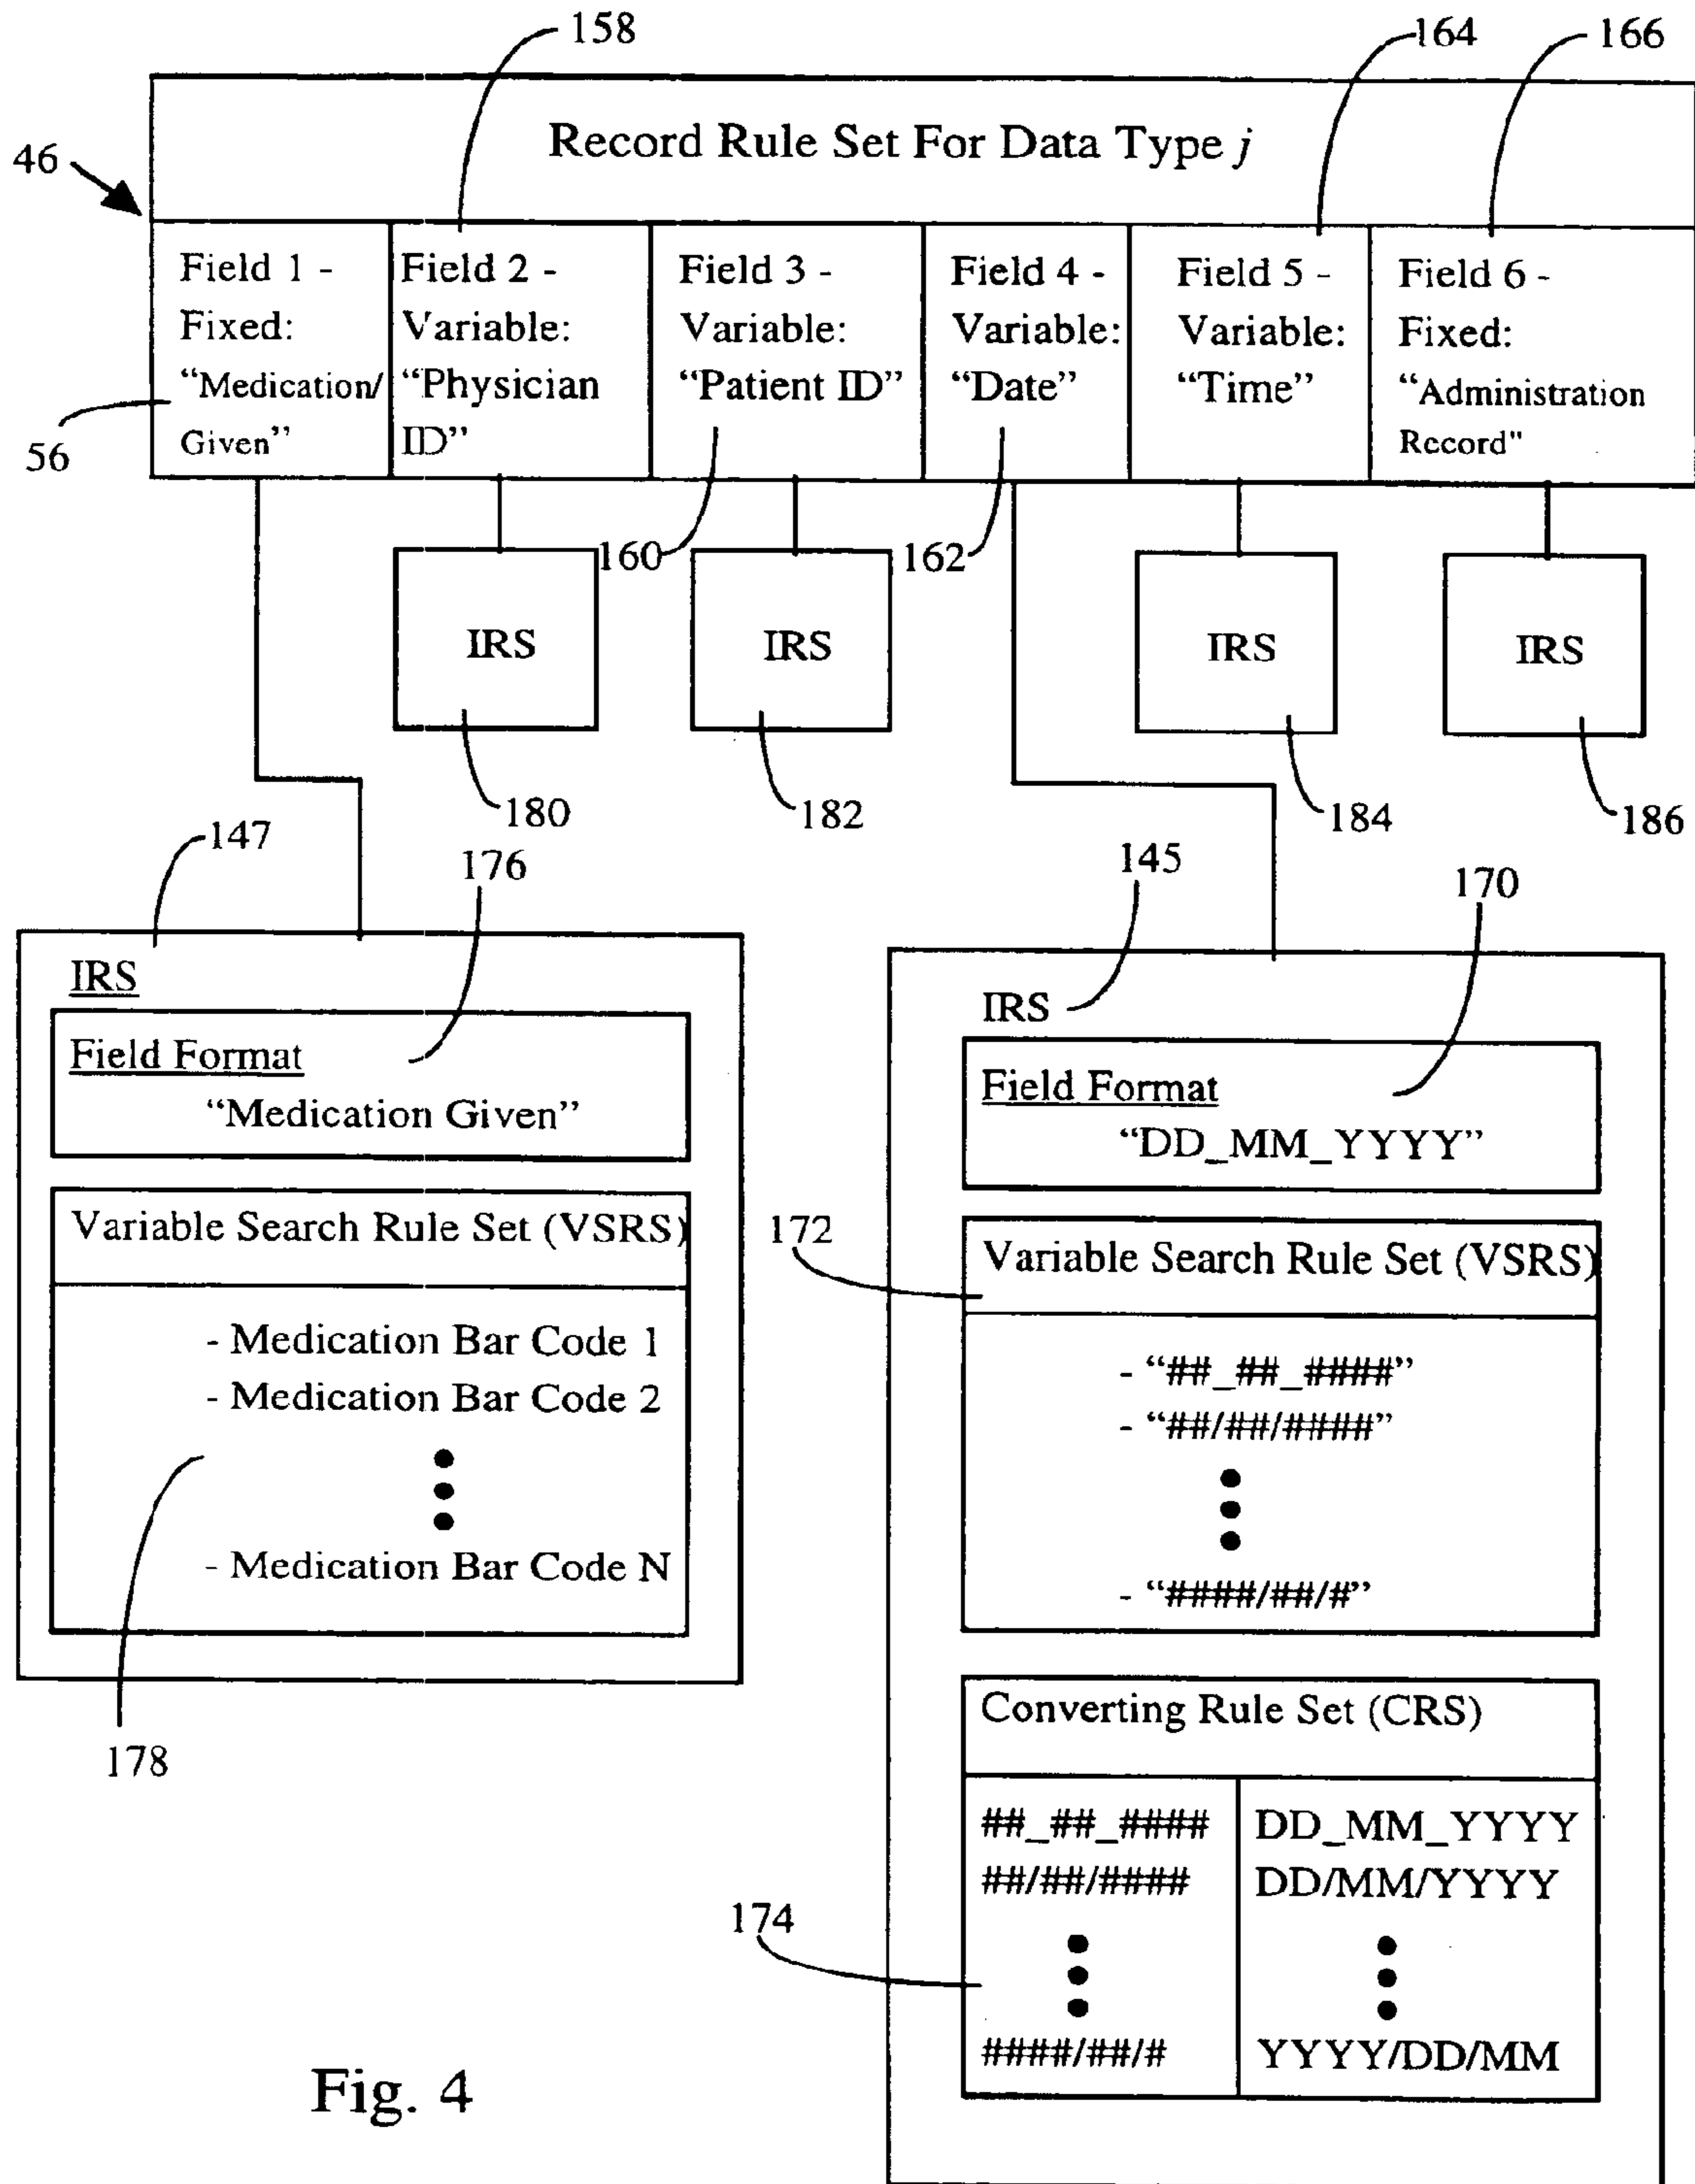 158
164
166
Record Rule Set For Data Type j
46
Field 1 -
Fixed:
“Medication/
Given”
Field 2 -
Variable:
“Physician
ID”
Field 3 -
Variable:
“Patient ID”
Field 4 -
Variable:
“Date”
Field 5 -
Variable:
“Time”
Field 6 -
Fixed:
“Administration
Record"
56
160
162
IRS
IRS
IRS
IRS
180
182
184
186
147
176
145
170
IRS
Field Format
“Medication Given”
Variable Search Rule Set (VSRS)
- Medication Bar Code 1
- Medication Bar Code 2
- Medication Bar Code N
178
IRS
Field Format
“DD_MM_YYYY”
172
Variable Search Rule Set (VSRS)
- “##_##_####”
- “##/##/####”
- “####/##/#”
Converting Rule Set (CRS)
##_##_#### DD_MM_YYYY
##/##/#### DD/MM/YYYY
174
####/##/# YYYY/DD/MM
Fig. 4